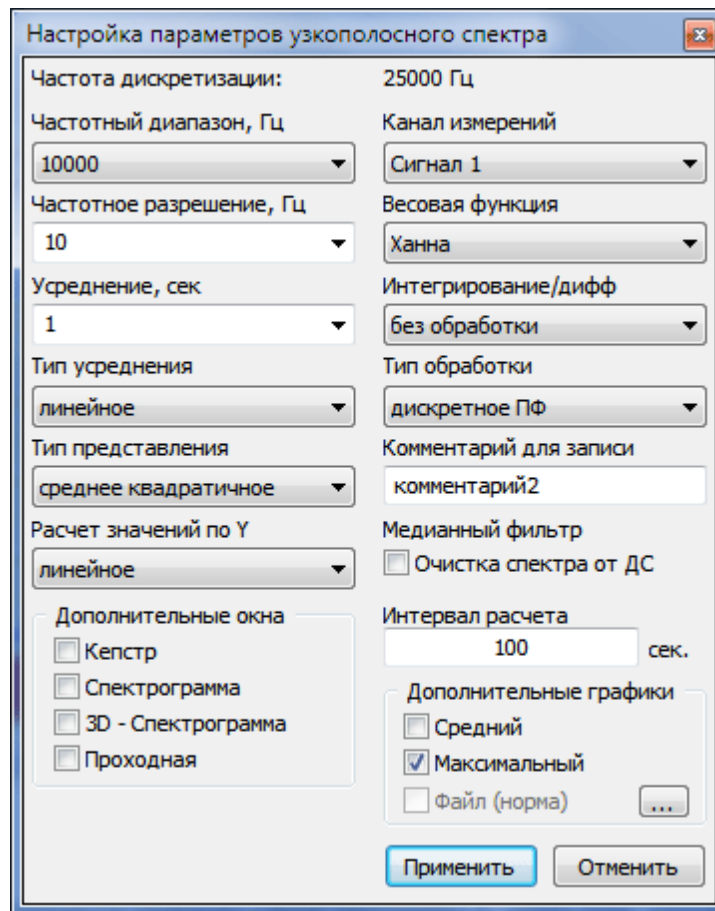 Настройка параметров узкополосного спектра
Частота дискретизации: 25000 Гц
Частотный диапазон, Гц
10000
Частотное разрешение, Гц
10
Усреднение, сек
1
Тип усреднения
линейное
Тип представления
среднее квадратичное
Расчет значений по Y
линейное
Дополнительные окна
Кепстр
Спектрограмма
3D - Спектрограмма
Проходная
Канал измерений
Сигнал 1
Весовая функция
Ханна
Интегрирование/дифф
без обработки
Тип обработки
дискретное ПФ
Комментарий для записи
комментарий2
Медианный фильтр
Очистка спектра от ДС
Интервал расчета
100 сек.
Дополнительные графики
Средний
Максимальный
Файл (норма) ...
Применить Отменить